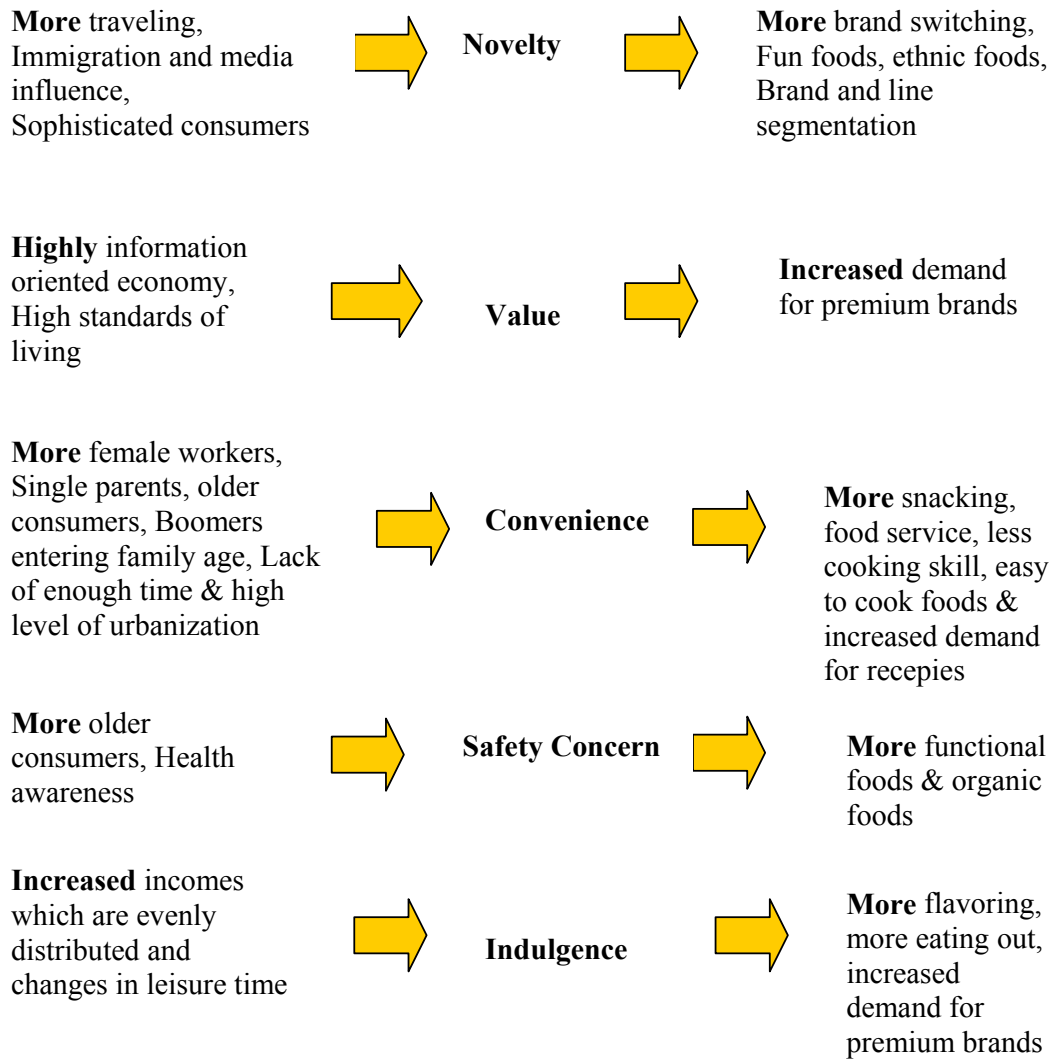 More traveling,
Immigration and media
influence,
Sophisticated consumers
Novelty
More brand switching,
Fun foods, ethnic foods,
Brand and line
segmentation
Highly information
oriented economy,
High standards of
living
Value
Increased demand
for premium brands
More female workers,
Single parents, older
consumers, Boomers
entering family age, Lack
of enough time & high
level of urbanization
Convenience
More snacking,
food service, less
cooking skill, easy
to cook foods &
increased demand
for recepies
More older
consumers, Health
awareness
Safety Concern
More functional
foods & organic
foods
Increased incomes
which are evenly
distributed and
changes in leisure time
Indulgence
More flavoring,
more eating out,
increased
demand for
premium brands